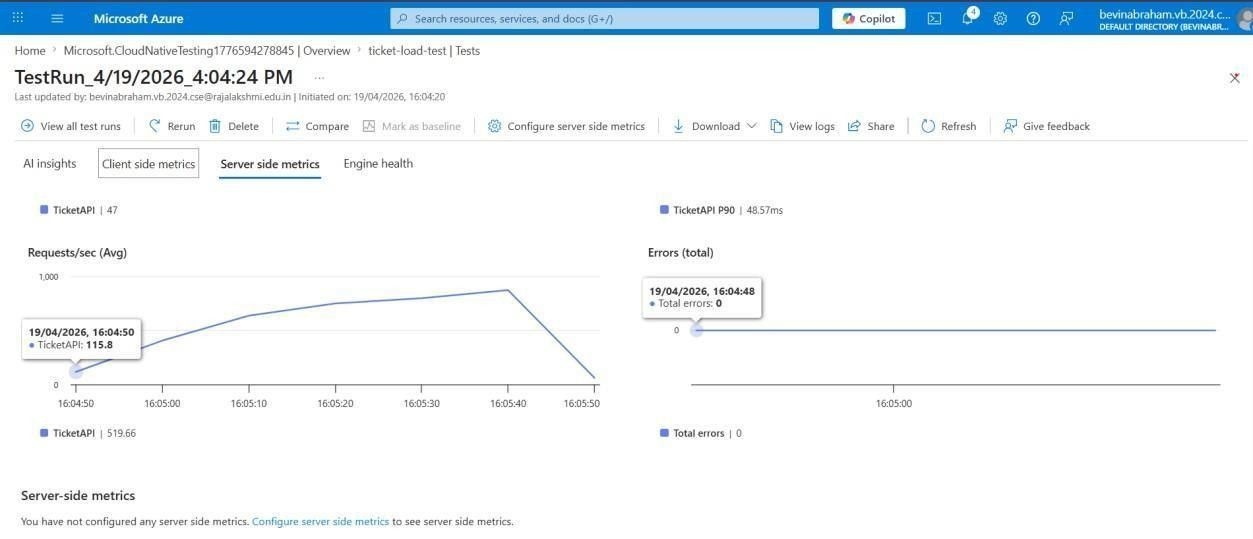 Microsoft Azure
Search resources, services, and docs (G+/)
Copilot
4
bevinabraham.vb.2024.c...
DEFAULT DIRECTORY (BEVINABR...
Home > Microsoft.CloudNativeTesting1776594278845 | Overview > ticket-load-test | Tests
TestRun_4/19/2026_4:04:24 PM ...
Last updated by: bevinabraham.vb.2024.cse@rajalakshmi.edu.in | Initiated on: 19/04/2026, 16:04:20
View all test runs Rerun Delete Compare Mark as baseline Configure server side metrics Download View logs Share Refresh Give feedback
AI insights Client side metrics Server side metrics Engine health
TicketAPI | 47
TicketAPI P90 | 48.57ms
Requests/sec (Avg)
1,000
19/04/2026, 16:04:50
TicketAPI: 115.8
0
16:04:50 16:05:00 16:05:10 16:05:20 16:05:30 16:05:40 16:05:50
TicketAPI | 519.66
Errors (total)
19/04/2026, 16:04:48
Total errors: 0
0
16:05:00
Total errors | 0
Server-side metrics
You have not configured any server side metrics. Configure server side metrics to see server side metrics.